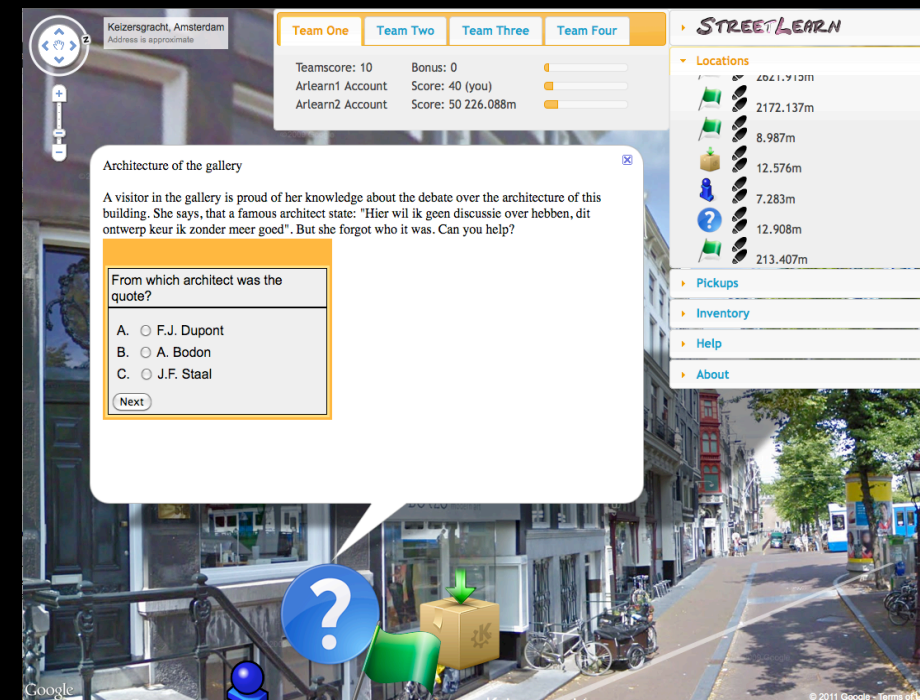 Keizersgracht, Amsterdam
Address is approximate
Z
Team One
Team Two
Team Three
Team Four
Teamscore: 10 Bonus: 0
Arlearn1 Account Score: 40 (you)
Arlearn2 Account Score: 50 226.088m
STREETLEARN
Locations
2621.915m
2172.137m
8.987m
12.576m
7.283m
12.908m
213.407m
Pickups
Inventory
Help
About
Architecture of the gallery
A visitor in the gallery is proud of her knowledge about the debate over the architecture of this
building. She says, that a famous architect state: "Hier wil ik geen discussie over hebben, dit
ontwerp keur ik zonder meer goed". But she forgot who it was. Can you help?
From which architect was the
quote?
A. F.J. Dupont
B. A. Bodon
C. J.F. Staal
Next
Google
© 2011 Google - Terms of